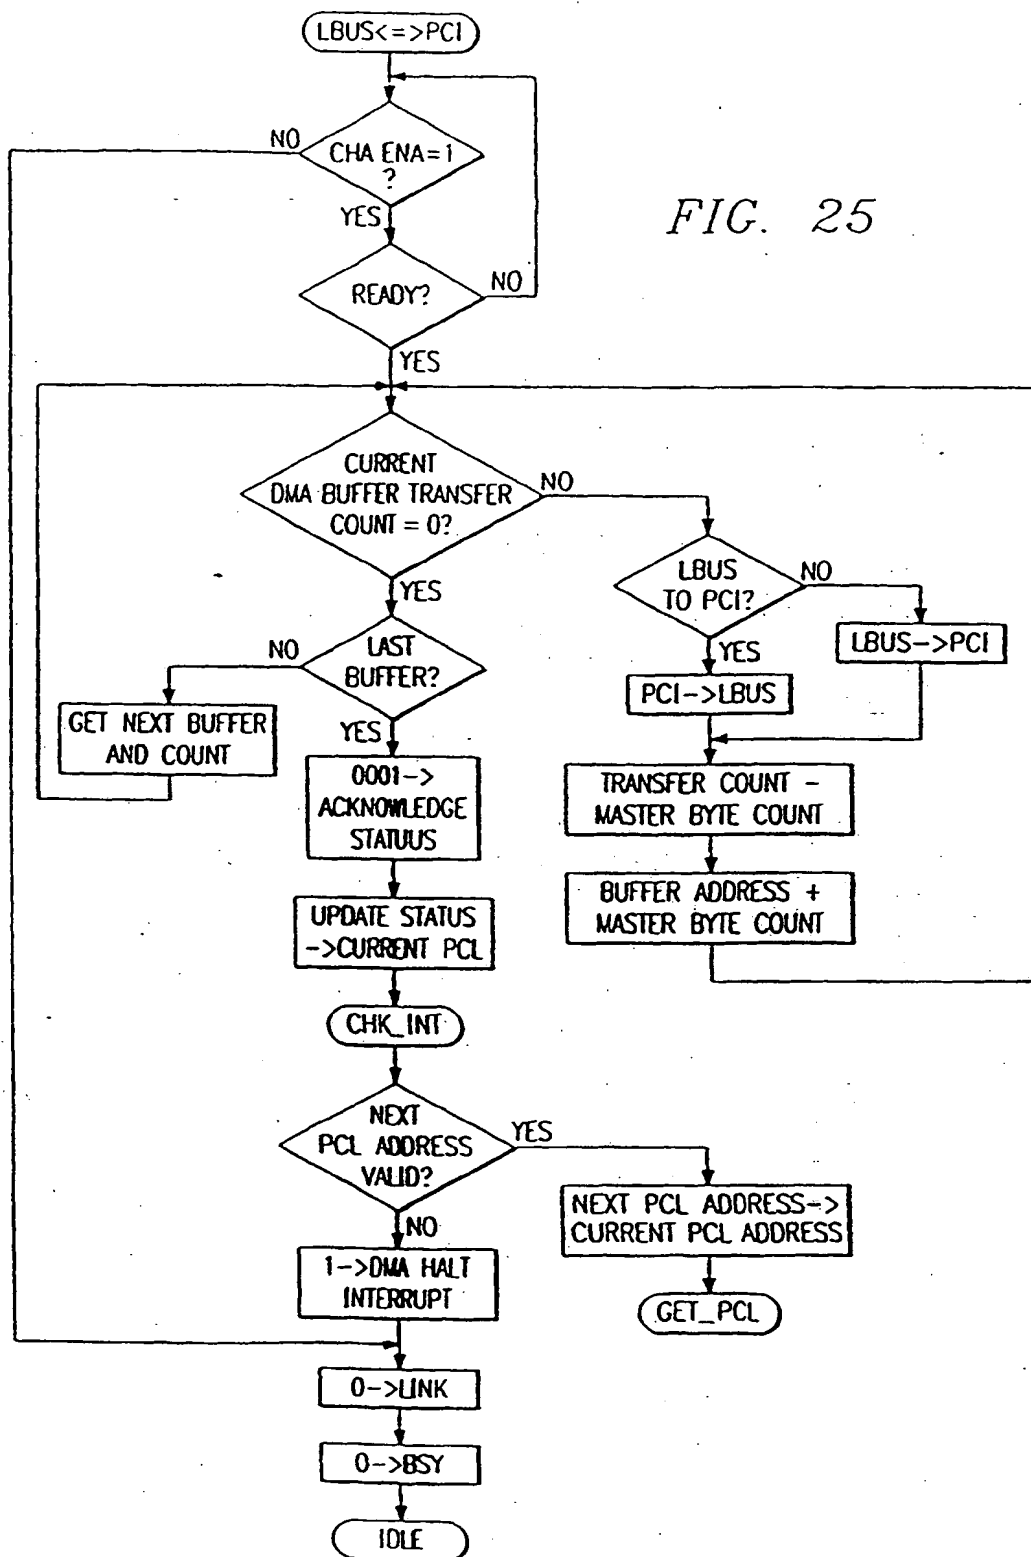 LBUS<=>PCI
NO
CHA ENA=1
?
YES
FIG. 25
READY?
NO
YES
CURRENT
DMA BUFFER TRANSFER
COUNT = 0?
NO
YES
LBUS
TO PCI?
NO
YES
LBUS->PCI
PCI->LBUS
NO
LAST
BUFFER?
YES
GET NEXT BUFFER
AND COUNT
0001->
ACKNOWLEDGE
STATUUS
TRANSFER COUNT -
MASTER BYTE COUNT
UPDATE STATUS
->CURRENT PCL
BUFFER ADDRESS +
MASTER BYTE COUNT
CHK_INT
NEXT
PCL ADDRESS
VALID?
YES
NO
NEXT PCL ADDRESS->
CURRENT PCL ADDRESS
1->DMA HALT
INTERRUPT
GET_PCL
0->LINK
0->BSY
IDLE